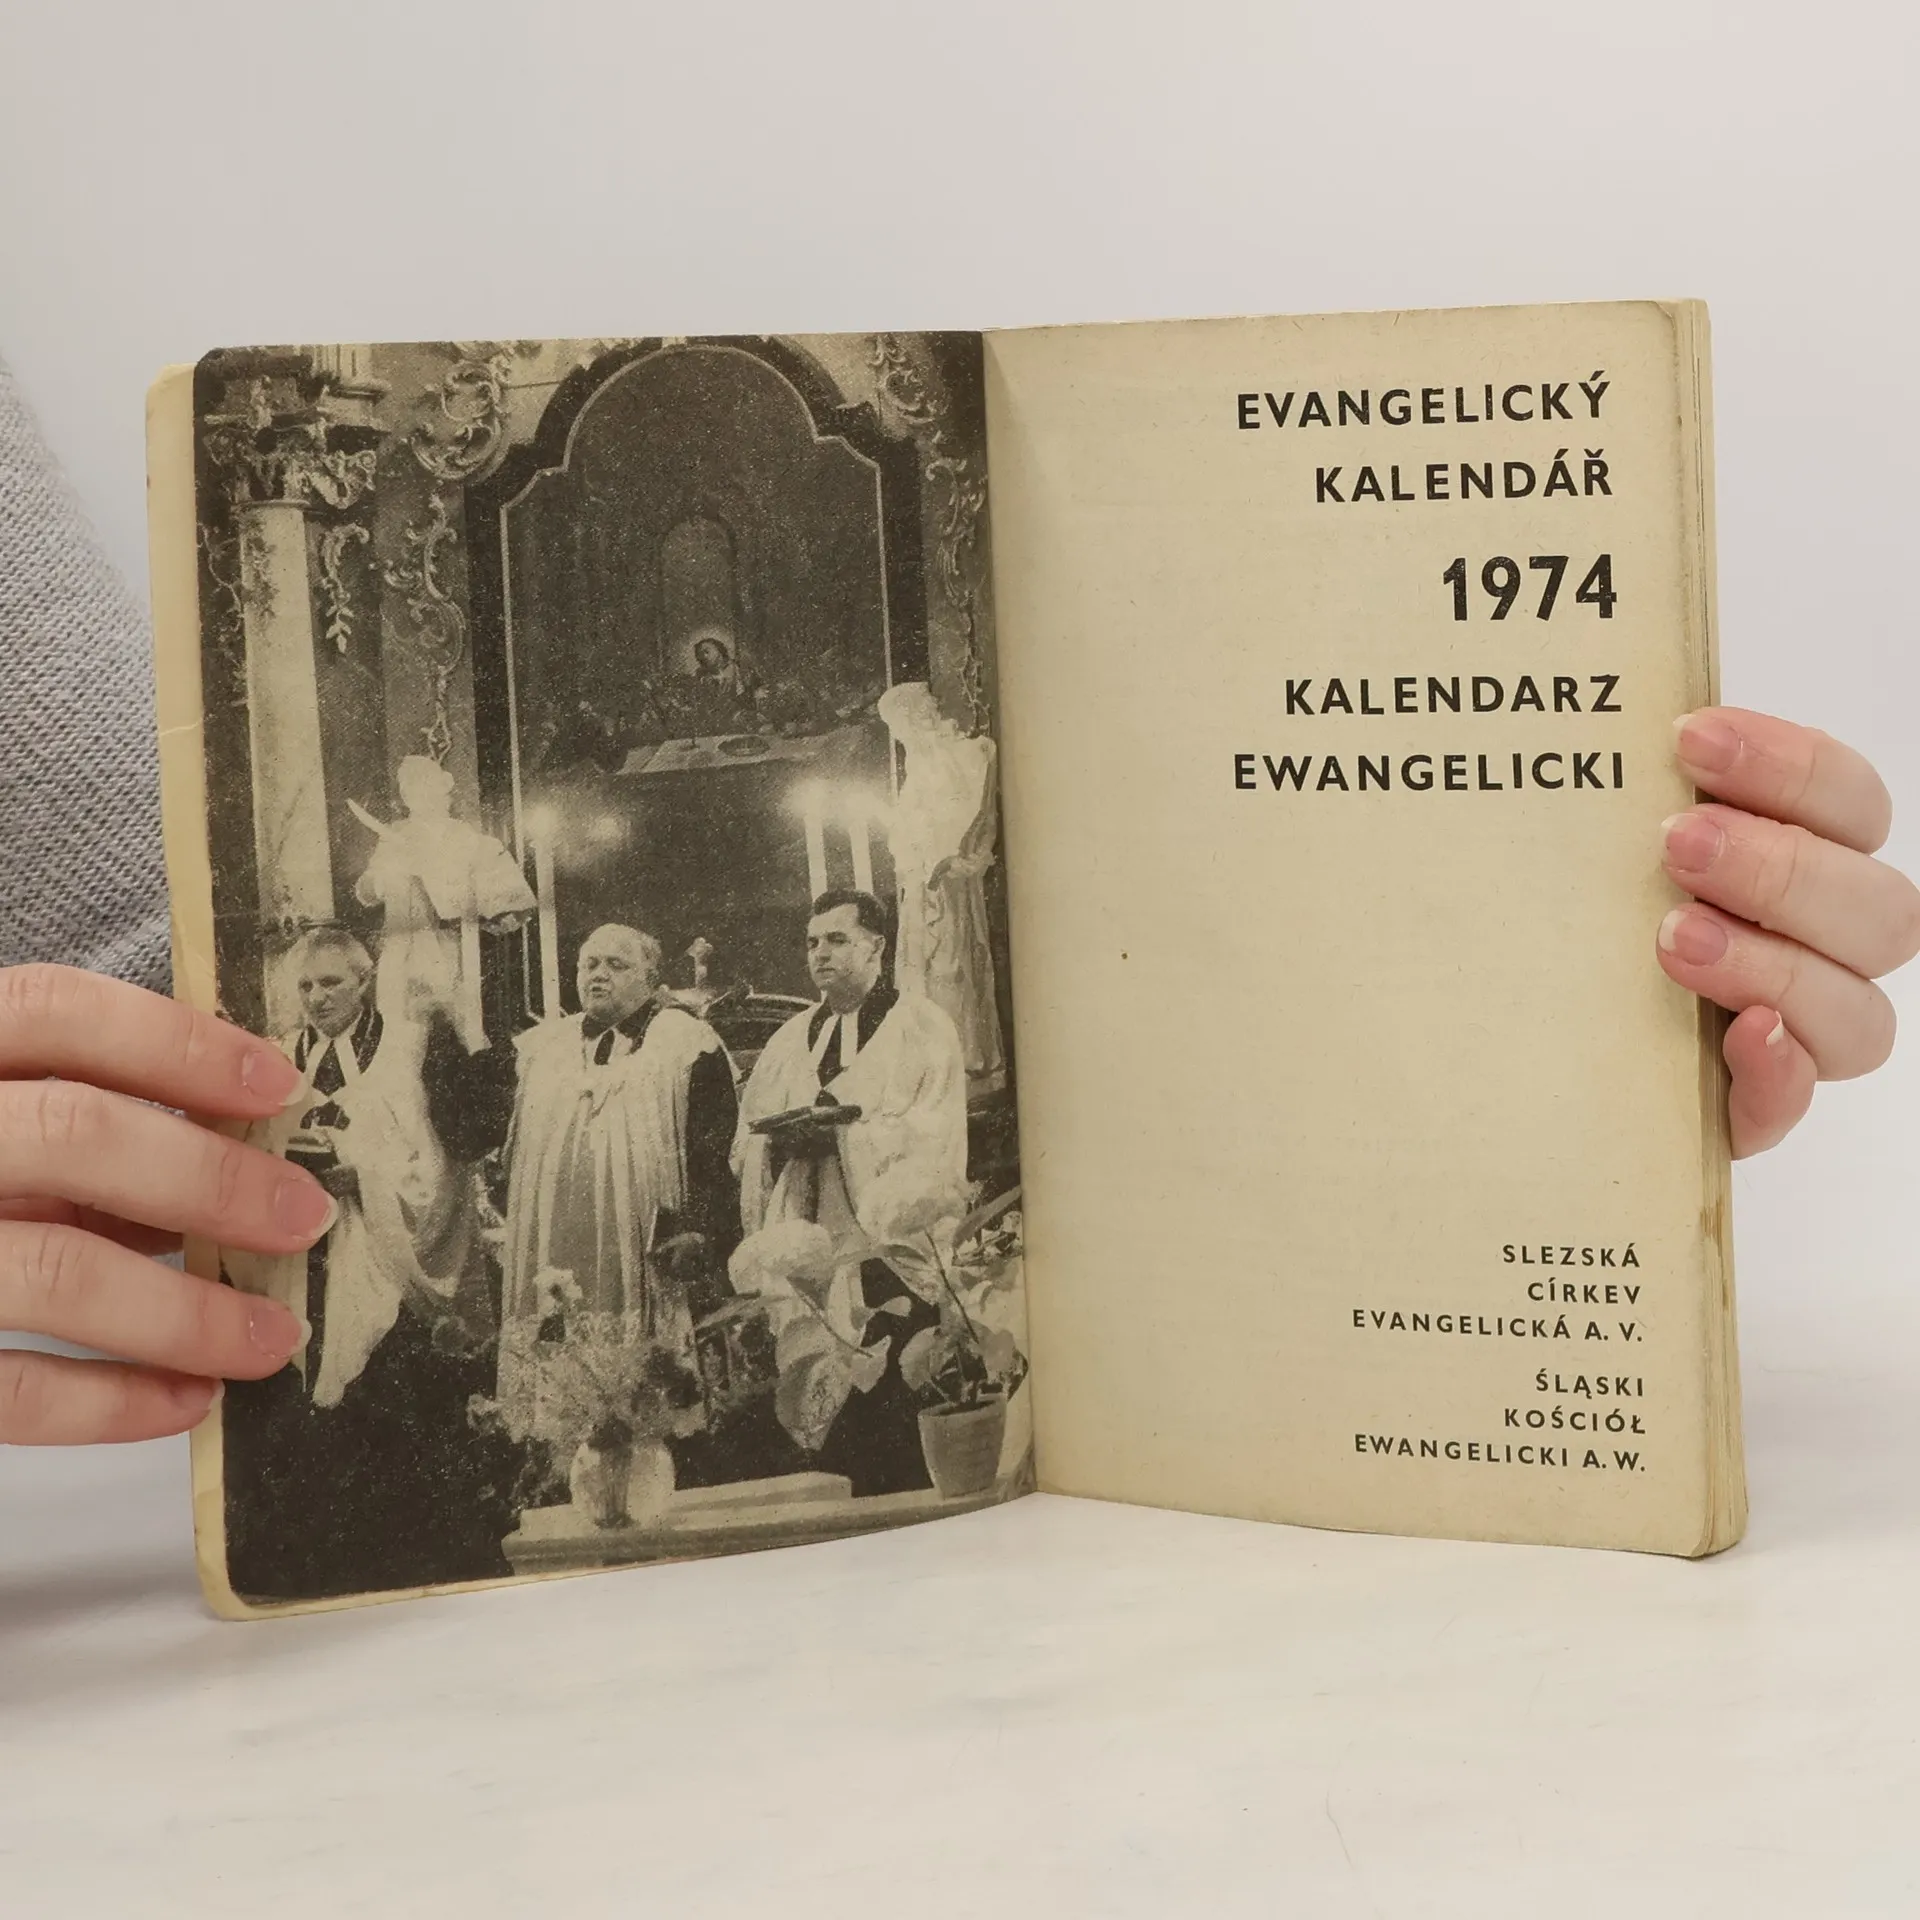 EVANGELICKÝ
KALENDÁŘ
1974
KALENDARZ
EWANGELICKI
SLEZSKÁ
CÍRKEV
EVANGELICKÁ A. V.
ŚLĄSKI
KOŚCIÓŁ
EWANGELICKI A. W.